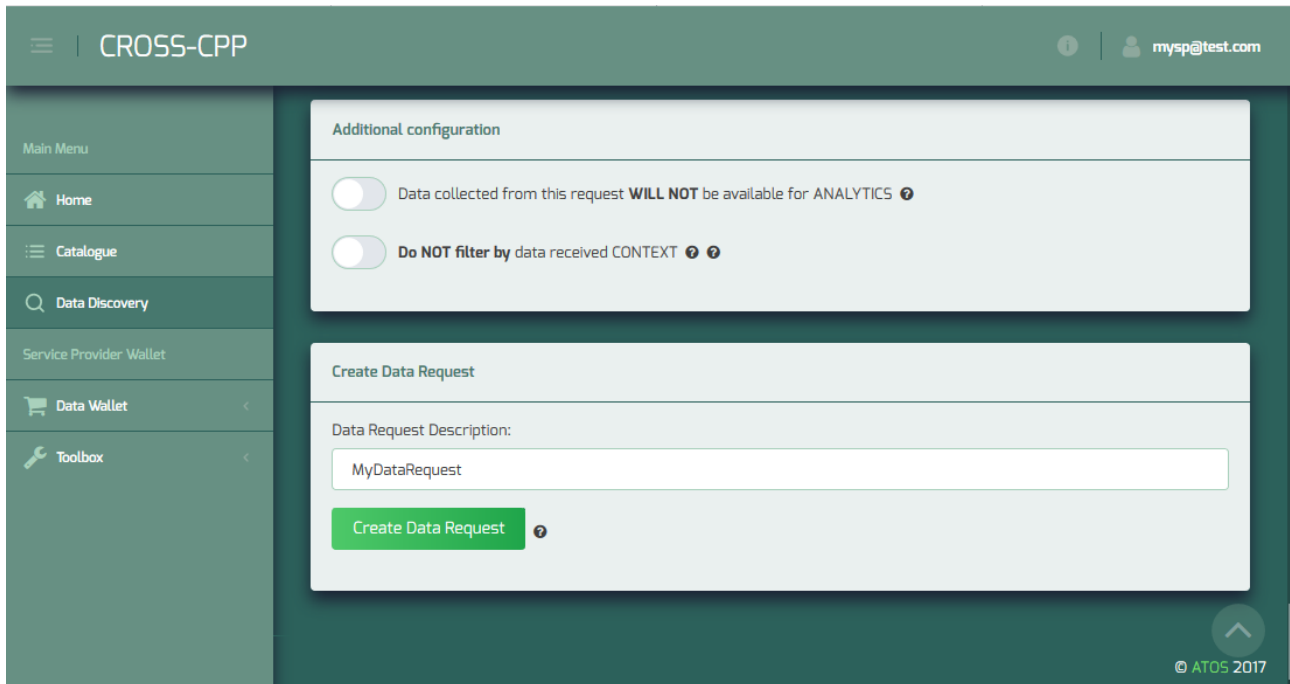 CROSS-CPP
mysp@test.com
Main Menu
Home
Catalogue
Data Discovery
Service Provider Wallet
Data Wallet
Toolbox
Additional configuration
Data collected from this request WILL NOT be available for ANALYTICS
Do NOT filter by data received CONTEXT
Create Data Request
Data Request Description:
MyDataRequest
Create Data Request
© ATOS 2017